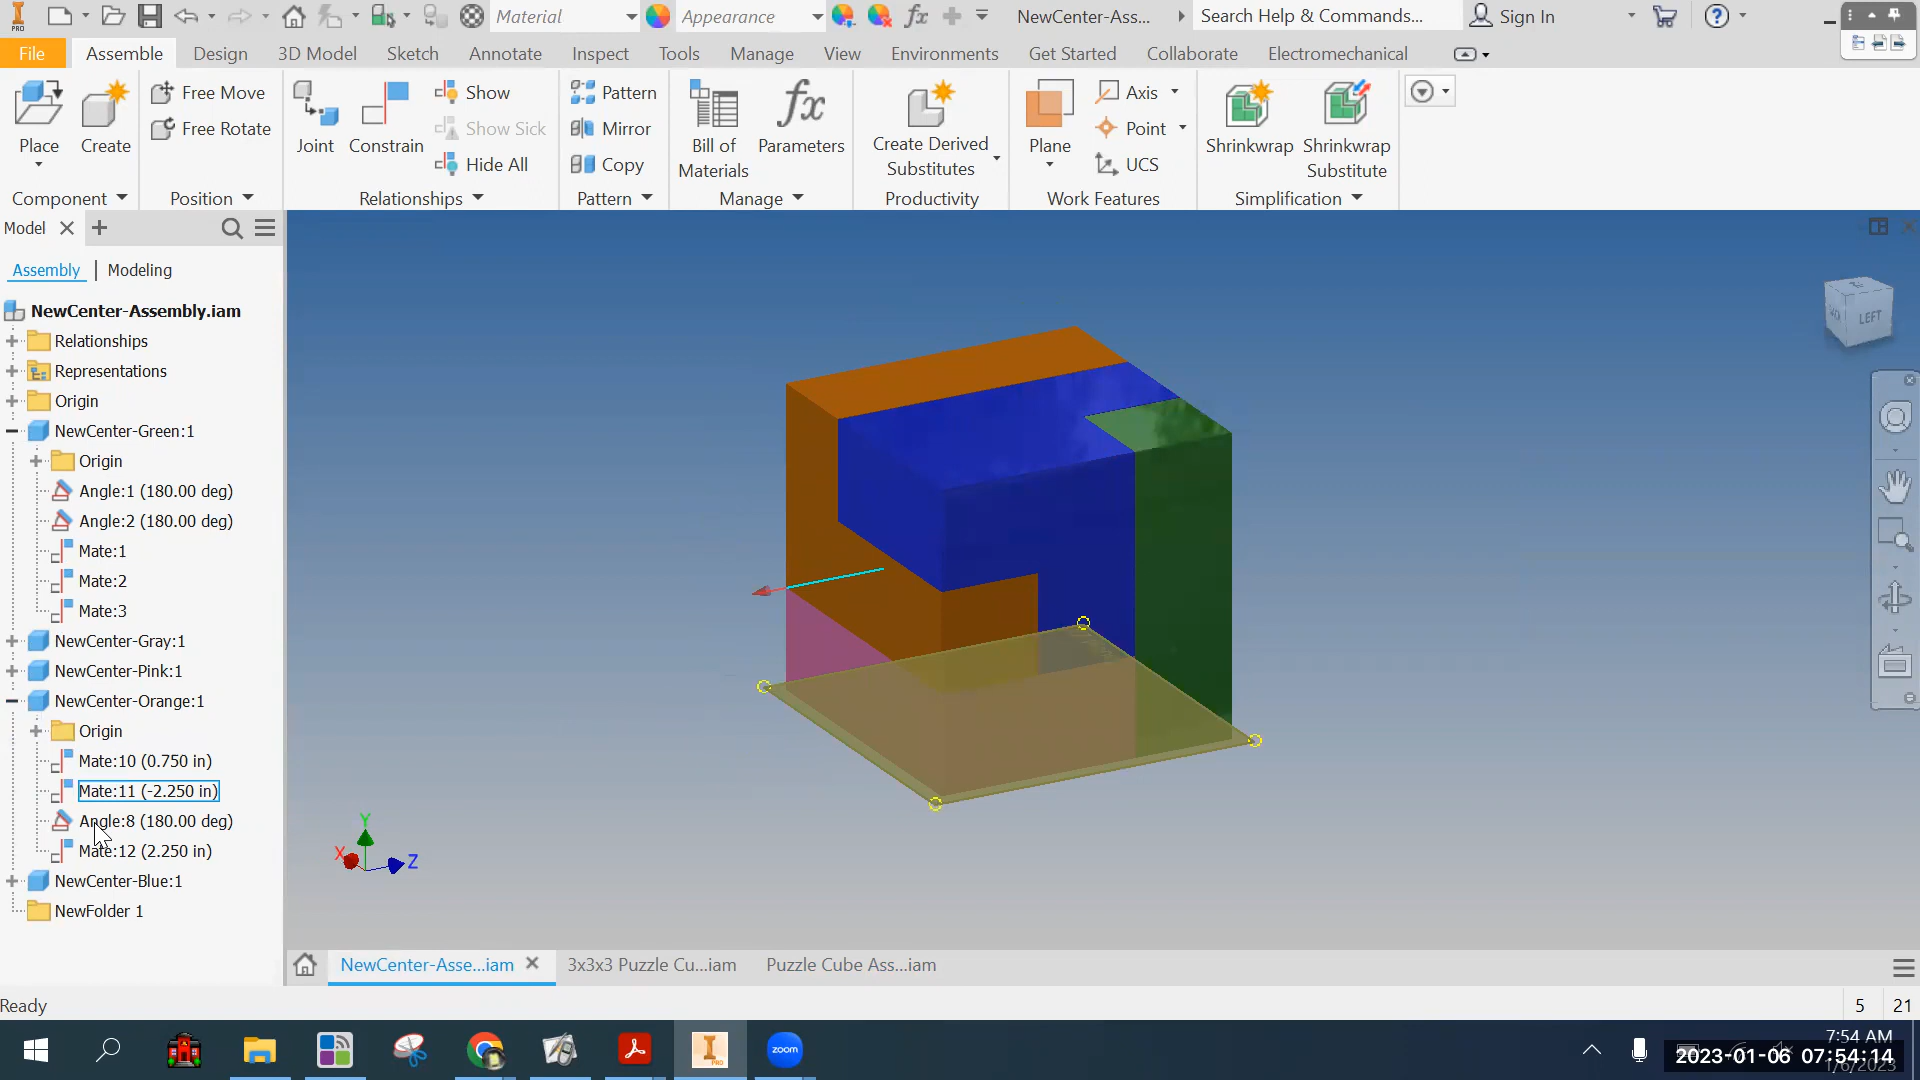 PRO
Material
Appearance
NewCenter-Ass...
Search Help & Commands...
Sign In
File
Assemble
Design
3D Model
Sketch
Annotate
Inspect
Tools
Manage
View
Environments
Get Started
Collaborate
Electromechanical
Place
Create
Free Move
Free Rotate
Joint
Constrain
Show
Show Sick
Hide All
Pattern
Mirror
Copy
Bill of
Materials
Parameters
Create Derived
Substitutes
Plane
Axis
Point
UCS
Shrinkwrap
Shrinkwrap
Substitute
Component
Position
Relationships
Pattern
Manage
Productivity
Work Features
Simplification
Model
Assembly
Modeling
NewCenter-Assembly.iam
Relationships
Representations
Origin
NewCenter-Green:1
Origin
Angle:1 (180.00 deg)
Angle:2 (180.00 deg)
Mate:1
Mate:2
Mate:3
NewCenter-Gray:1
NewCenter-Pink:1
NewCenter-Orange:1
Origin
Mate:10 (0.750 in)
Mate:11 (-2.250 in)
Angle:8 (180.00 deg)
Mate:12 (2.250 in)
NewCenter-Blue:1
NewFolder 1
LEFT
Y
X
Z
NewCenter-Asse...iam
3x3x3 Puzzle Cu...iam
Puzzle Cube Ass...iam
Ready
5
21
PRO
zoom
7:54 AM
2023-01-06 07:54:14